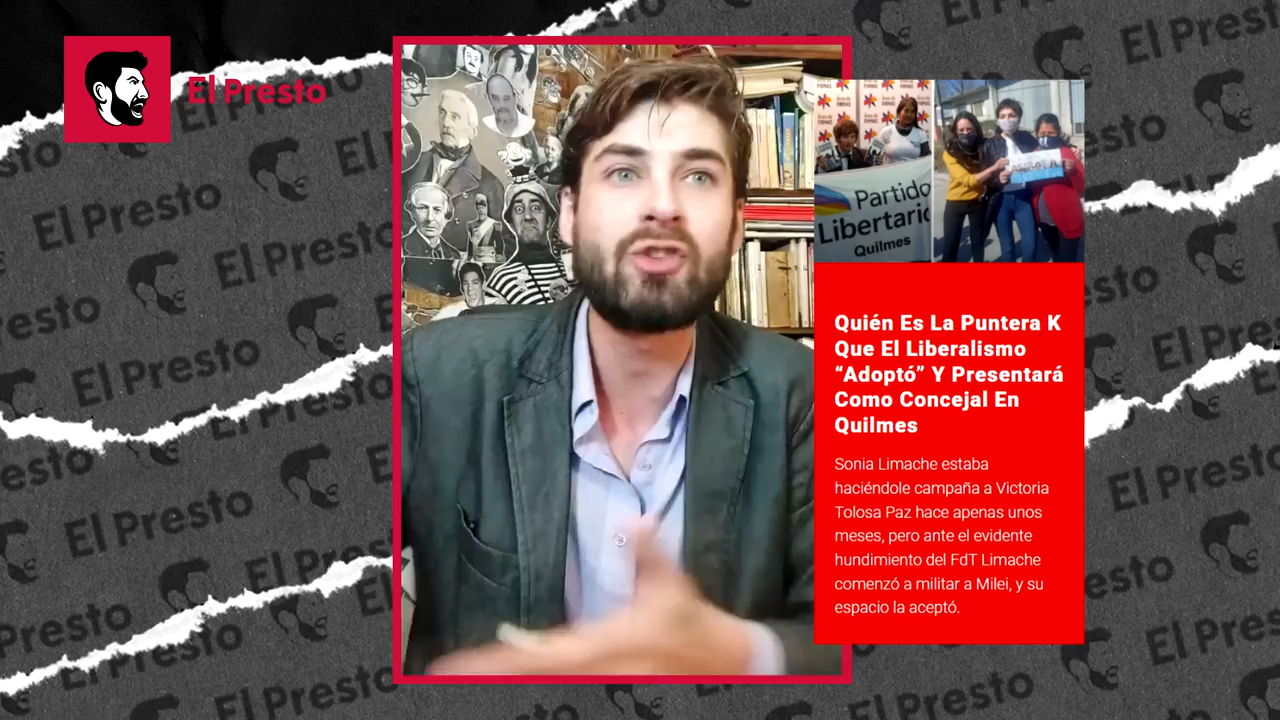 El Presto
Partido
Libertario
Quilmes
Quién Es La Puntera K
Que El Liberalismo
“Adoptó” Y Presentará
Como Concejal En
Quilmes
Sonia Limache estaba
haciéndole campaña a Victoria
Tolosa Paz hace apenas unos
meses, pero ante el evidente
hundimiento del FdT Limache
comenzó a militar a Milei, y su
espacio la aceptó.